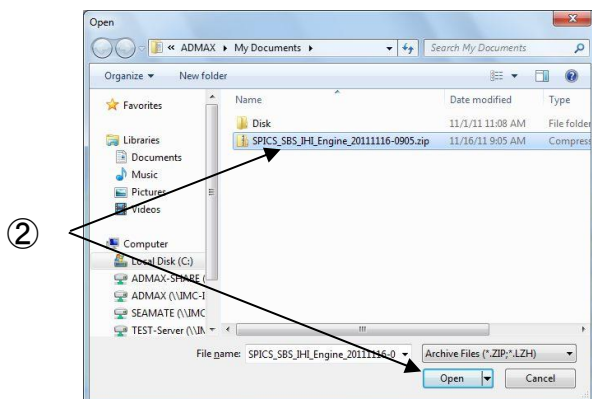 Open
« ADMAX ▸ My Documents ▸ Search My Documents
Organize ▾ New folder
Name Date modified Type
Favorites
Disk 11/1/11 11:08 AM File folder
SPICS_SBS_IHI_Engine_20111116-0905.zip 11/16/11 9:05 AM Compress
Libraries
Documents
Music
Pictures
Videos
②
Computer
Local Disk (C:)
ADMAX-SHARE (
ADMAX (\\IMC-I
SEAMATE (\\IMC
TEST-Server (\\IN
File name: SPICS_SBS_IHI_Engine_20111116-0 Archive Files (*.ZIP;*.LZH)
Open Cancel